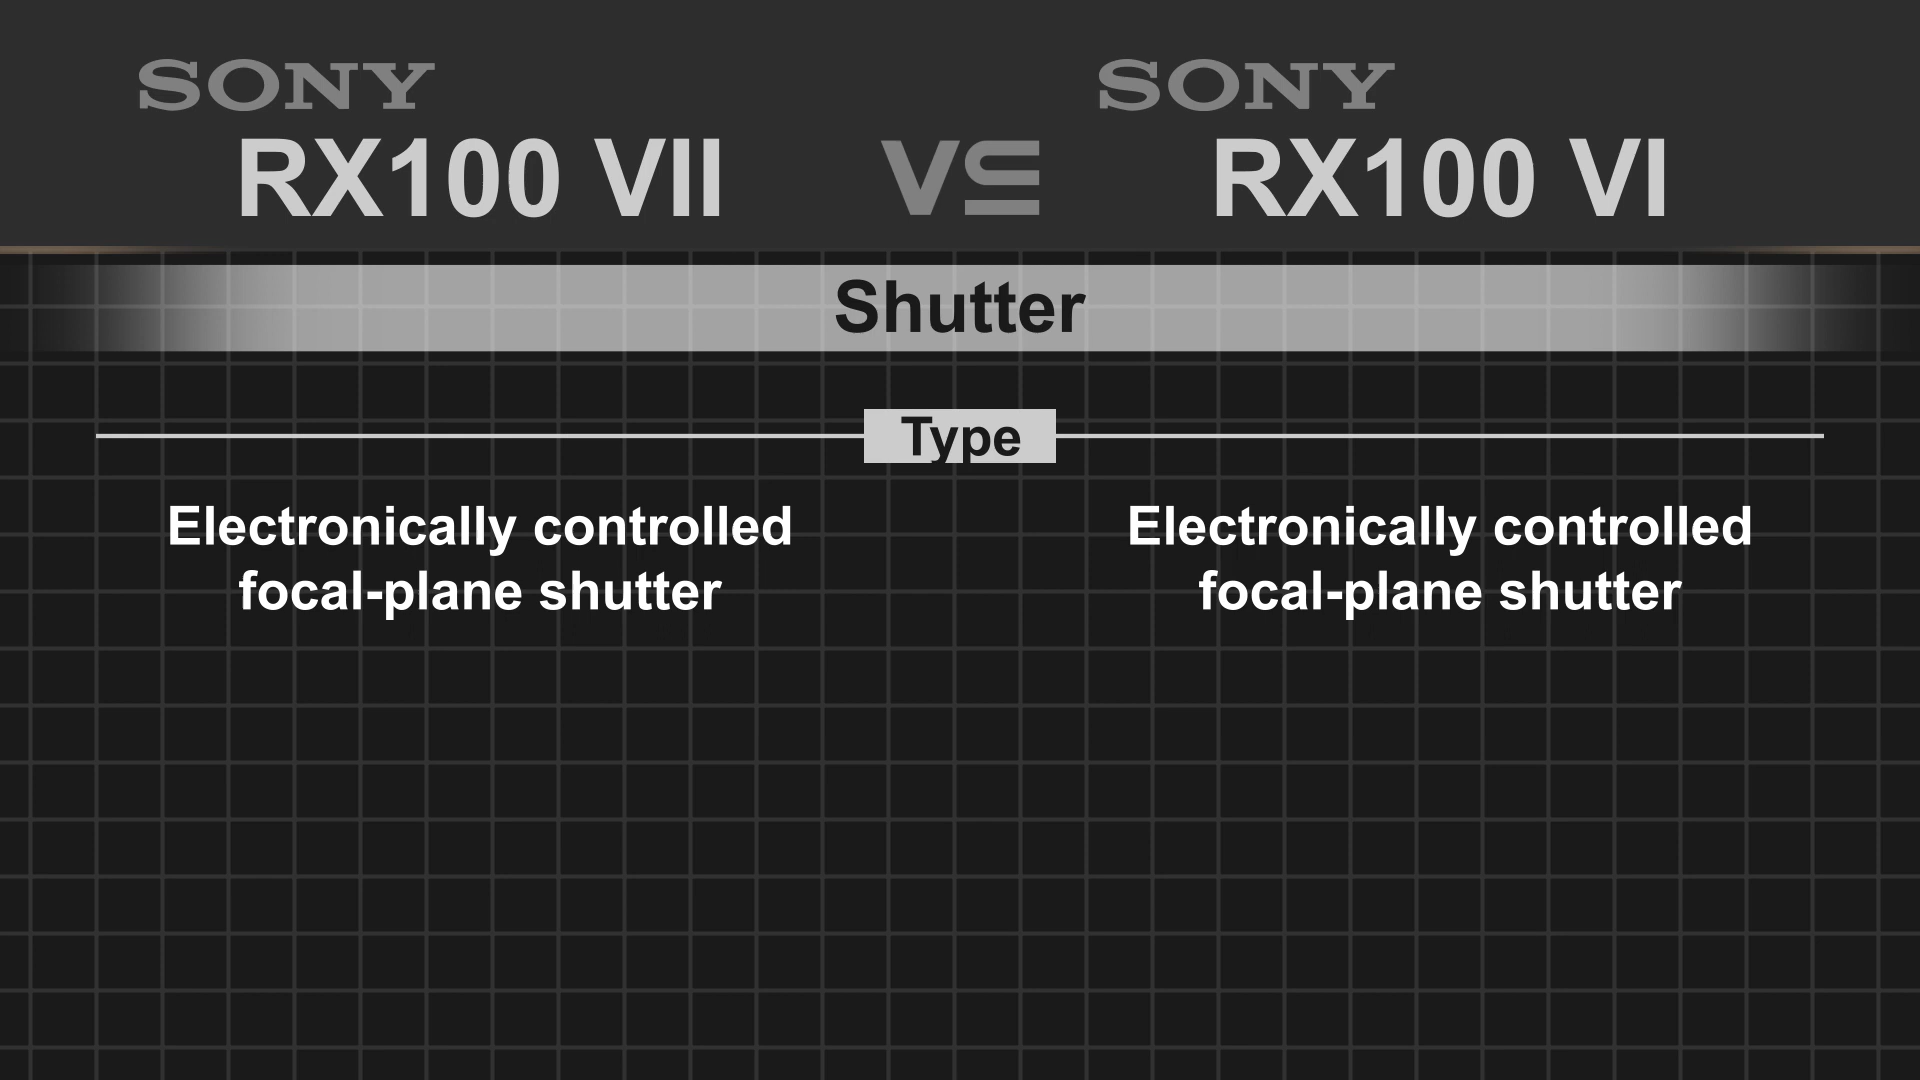 SONY
RX100 VII
VS
SONY
RX100 VI
Shutter
Type
Electronically controlled
focal-plane shutter
Electronically controlled
focal-plane shutter